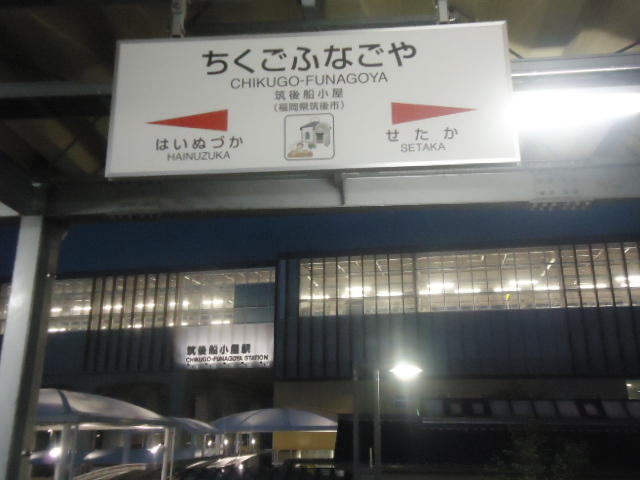 ちくごふなごや
CHIKUGO-FUNAGOYA
筑後船小屋
(福岡県筑後市)
はいぬづか
HAINUZUKA
せたか
SETAKA
筑後船小屋駅
CHIKUGO-FUNAGOYA STATION